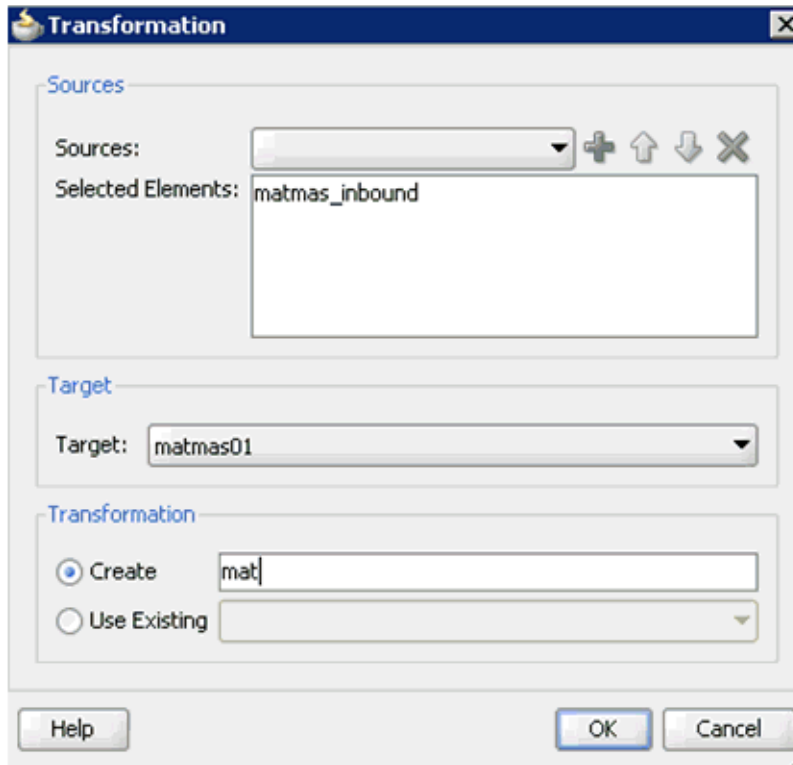 Transformation
Sources
Sources:
Selected Elements: matmas_inbound
Target
Target: matmas01
Transformation
Create mat
Use Existing
Help OK Cancel